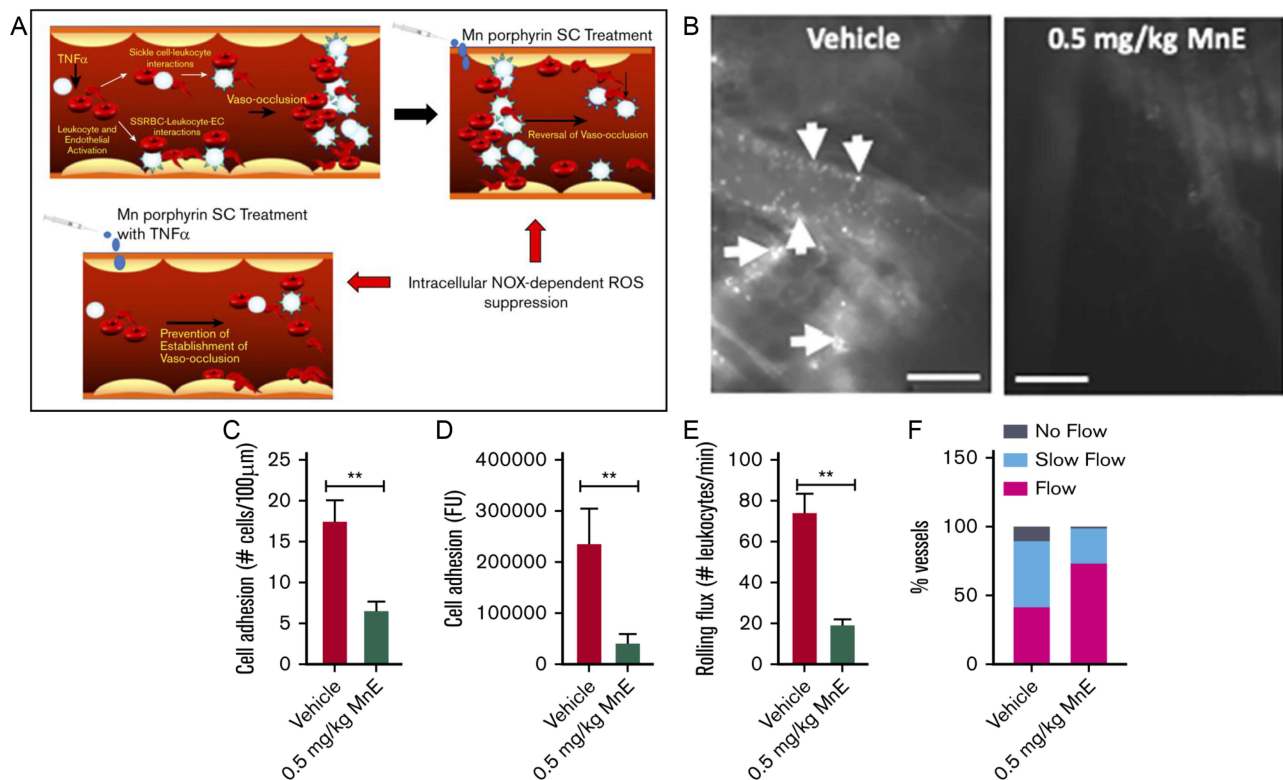 A
TNFα
Sickle cell-leukocyte
interactions
Leukocyte and
Endothelial
Activation
SSRBC-Leukocyte-EC
interactions
Vaso-occlusion
Mn porphyrin SC Treatment
Reversal of Vaso-occlusion
Mn porphyrin SC Treatment
with TNFα
Prevention of
Establishment of
Vaso-occlusion
Intracellular NOX-dependent ROS
suppression
B
Vehicle
0.5 mg/kg MnE
C
Cell adhesion (# cells/100μm)
25
20
15
10
5
0
**
Vehicle
0.5 mg/kg MnE
D
Cell adhesion (FU)
400000
300000
200000
100000
0
**
Vehicle
0.5 mg/kg MnE
E
Rolling flux (# leukocytes/min)
100
80
60
40
20
0
**
Vehicle
0.5 mg/kg MnE
F
No Flow
Slow Flow
Flow
% vessels
150
100
50
0
Vehicle
0.5 mg/kg MnE